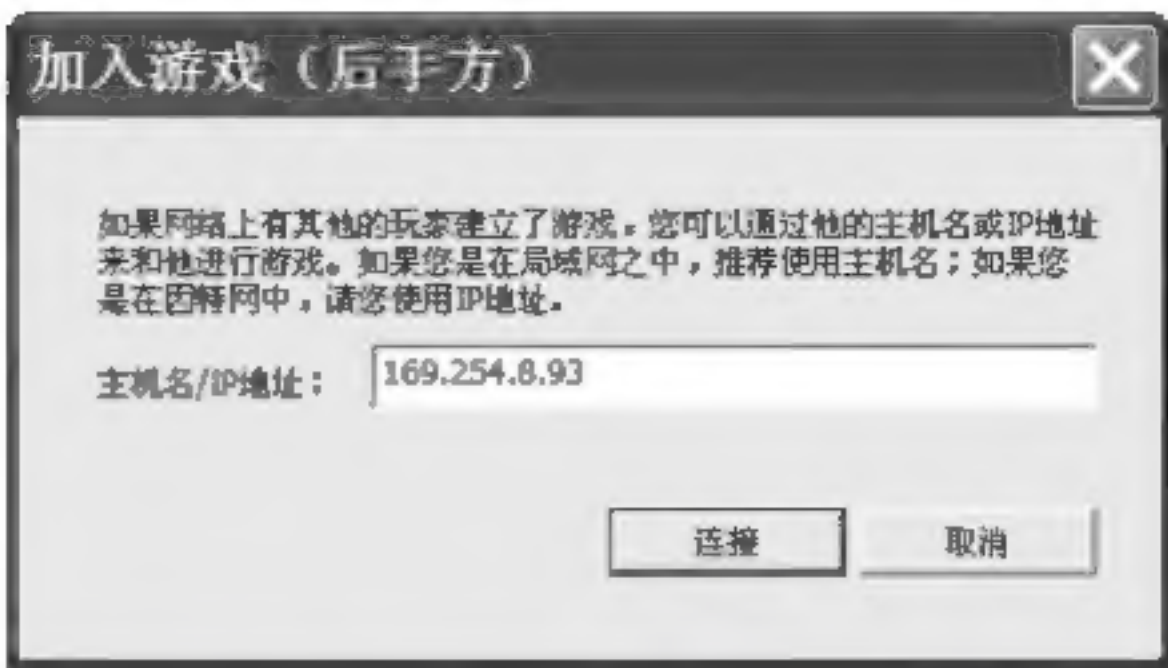 加入游戏（后手方）
如果网络上有其他的玩家建立了游戏。您可以通过他的主机名或IP地址
来和他进行游戏。如果您是在局域网之中，推荐使用主机名；如果您
是在因特网中，请您使用IP地址。
主机名/IP地址：
169.254.8.93
连接
取消